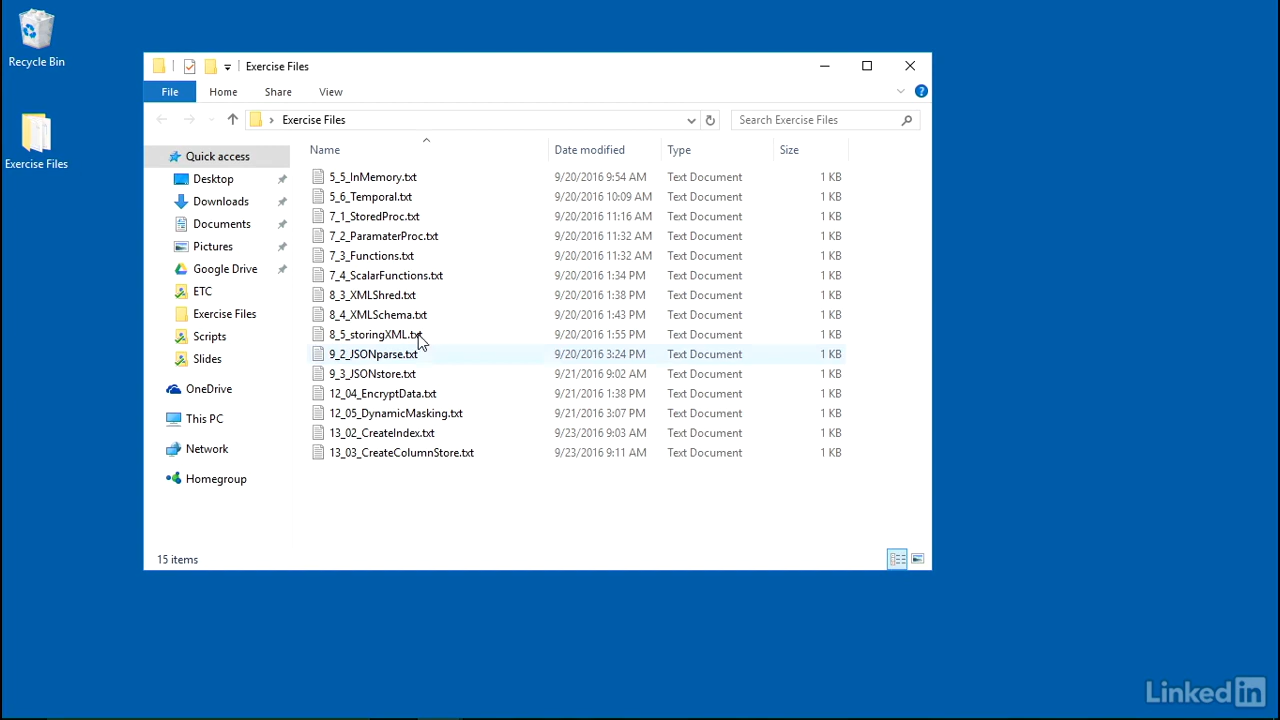 Recycle Bin
Exercise Files
Exercise Files
File Home Share View
Exercise Files
Search Exercise Files
Name Date modified Type Size
Quick access
Desktop
Downloads
Documents
Pictures
Google Drive
ETC
Exercise Files
Scripts
Slides
OneDrive
This PC
Network
Homegroup
5_5_InMemory.txt 9/20/2016 9:54 AM Text Document 1 KB
5_6_Temporal.txt 9/20/2016 10:09 AM Text Document 1 KB
7_1_StoredProc.txt 9/20/2016 11:16 AM Text Document 1 KB
7_2_ParamaterProc.txt 9/20/2016 11:32 AM Text Document 1 KB
7_3_Functions.txt 9/20/2016 11:32 AM Text Document 1 KB
7_4_ScalarFunctions.txt 9/20/2016 1:34 PM Text Document 1 KB
8_3_XMLShred.txt 9/20/2016 1:38 PM Text Document 1 KB
8_4_XMLSchema.txt 9/20/2016 1:43 PM Text Document 1 KB
8_5_storingXML.txt 9/20/2016 1:55 PM Text Document 1 KB
9_2_JSONparse.txt 9/20/2016 3:24 PM Text Document 1 KB
9_3_JSONstore.txt 9/21/2016 9:02 AM Text Document 1 KB
12_04_EncryptData.txt 9/21/2016 1:38 PM Text Document 1 KB
12_05_DynamicMasking.txt 9/21/2016 3:07 PM Text Document 1 KB
13_02_CreateIndex.txt 9/23/2016 9:03 AM Text Document 1 KB
13_03_CreateColumnStore.txt 9/23/2016 9:11 AM Text Document 1 KB
15 items
Linked in